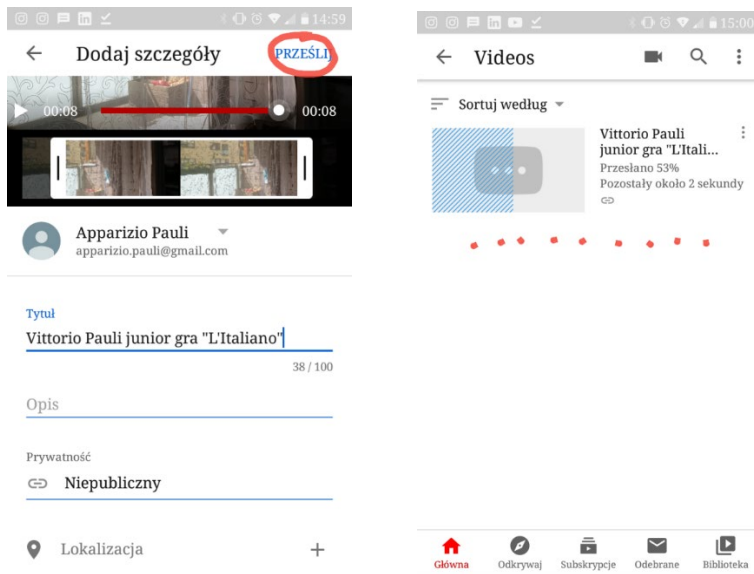 14:59
Dodaj szczegóły
PRZEŚLIJ
00:08
00:08
Apparizio Pauli
apparizio.pauli@gmail.com
Tytuł
Vittorio Pauli junior gra "L'Italiano"
38 / 100
Opis
Prywatność
Niepubliczny
Lokalizacja
15:00
Videos
Sortuj według
Vittorio Pauli
junior gra "L'Itali...
Przesłano 53%
Pozostały około 2 sekundy
Główna
Odkrywaj
Subskrypcje
Odebrane
Biblioteka